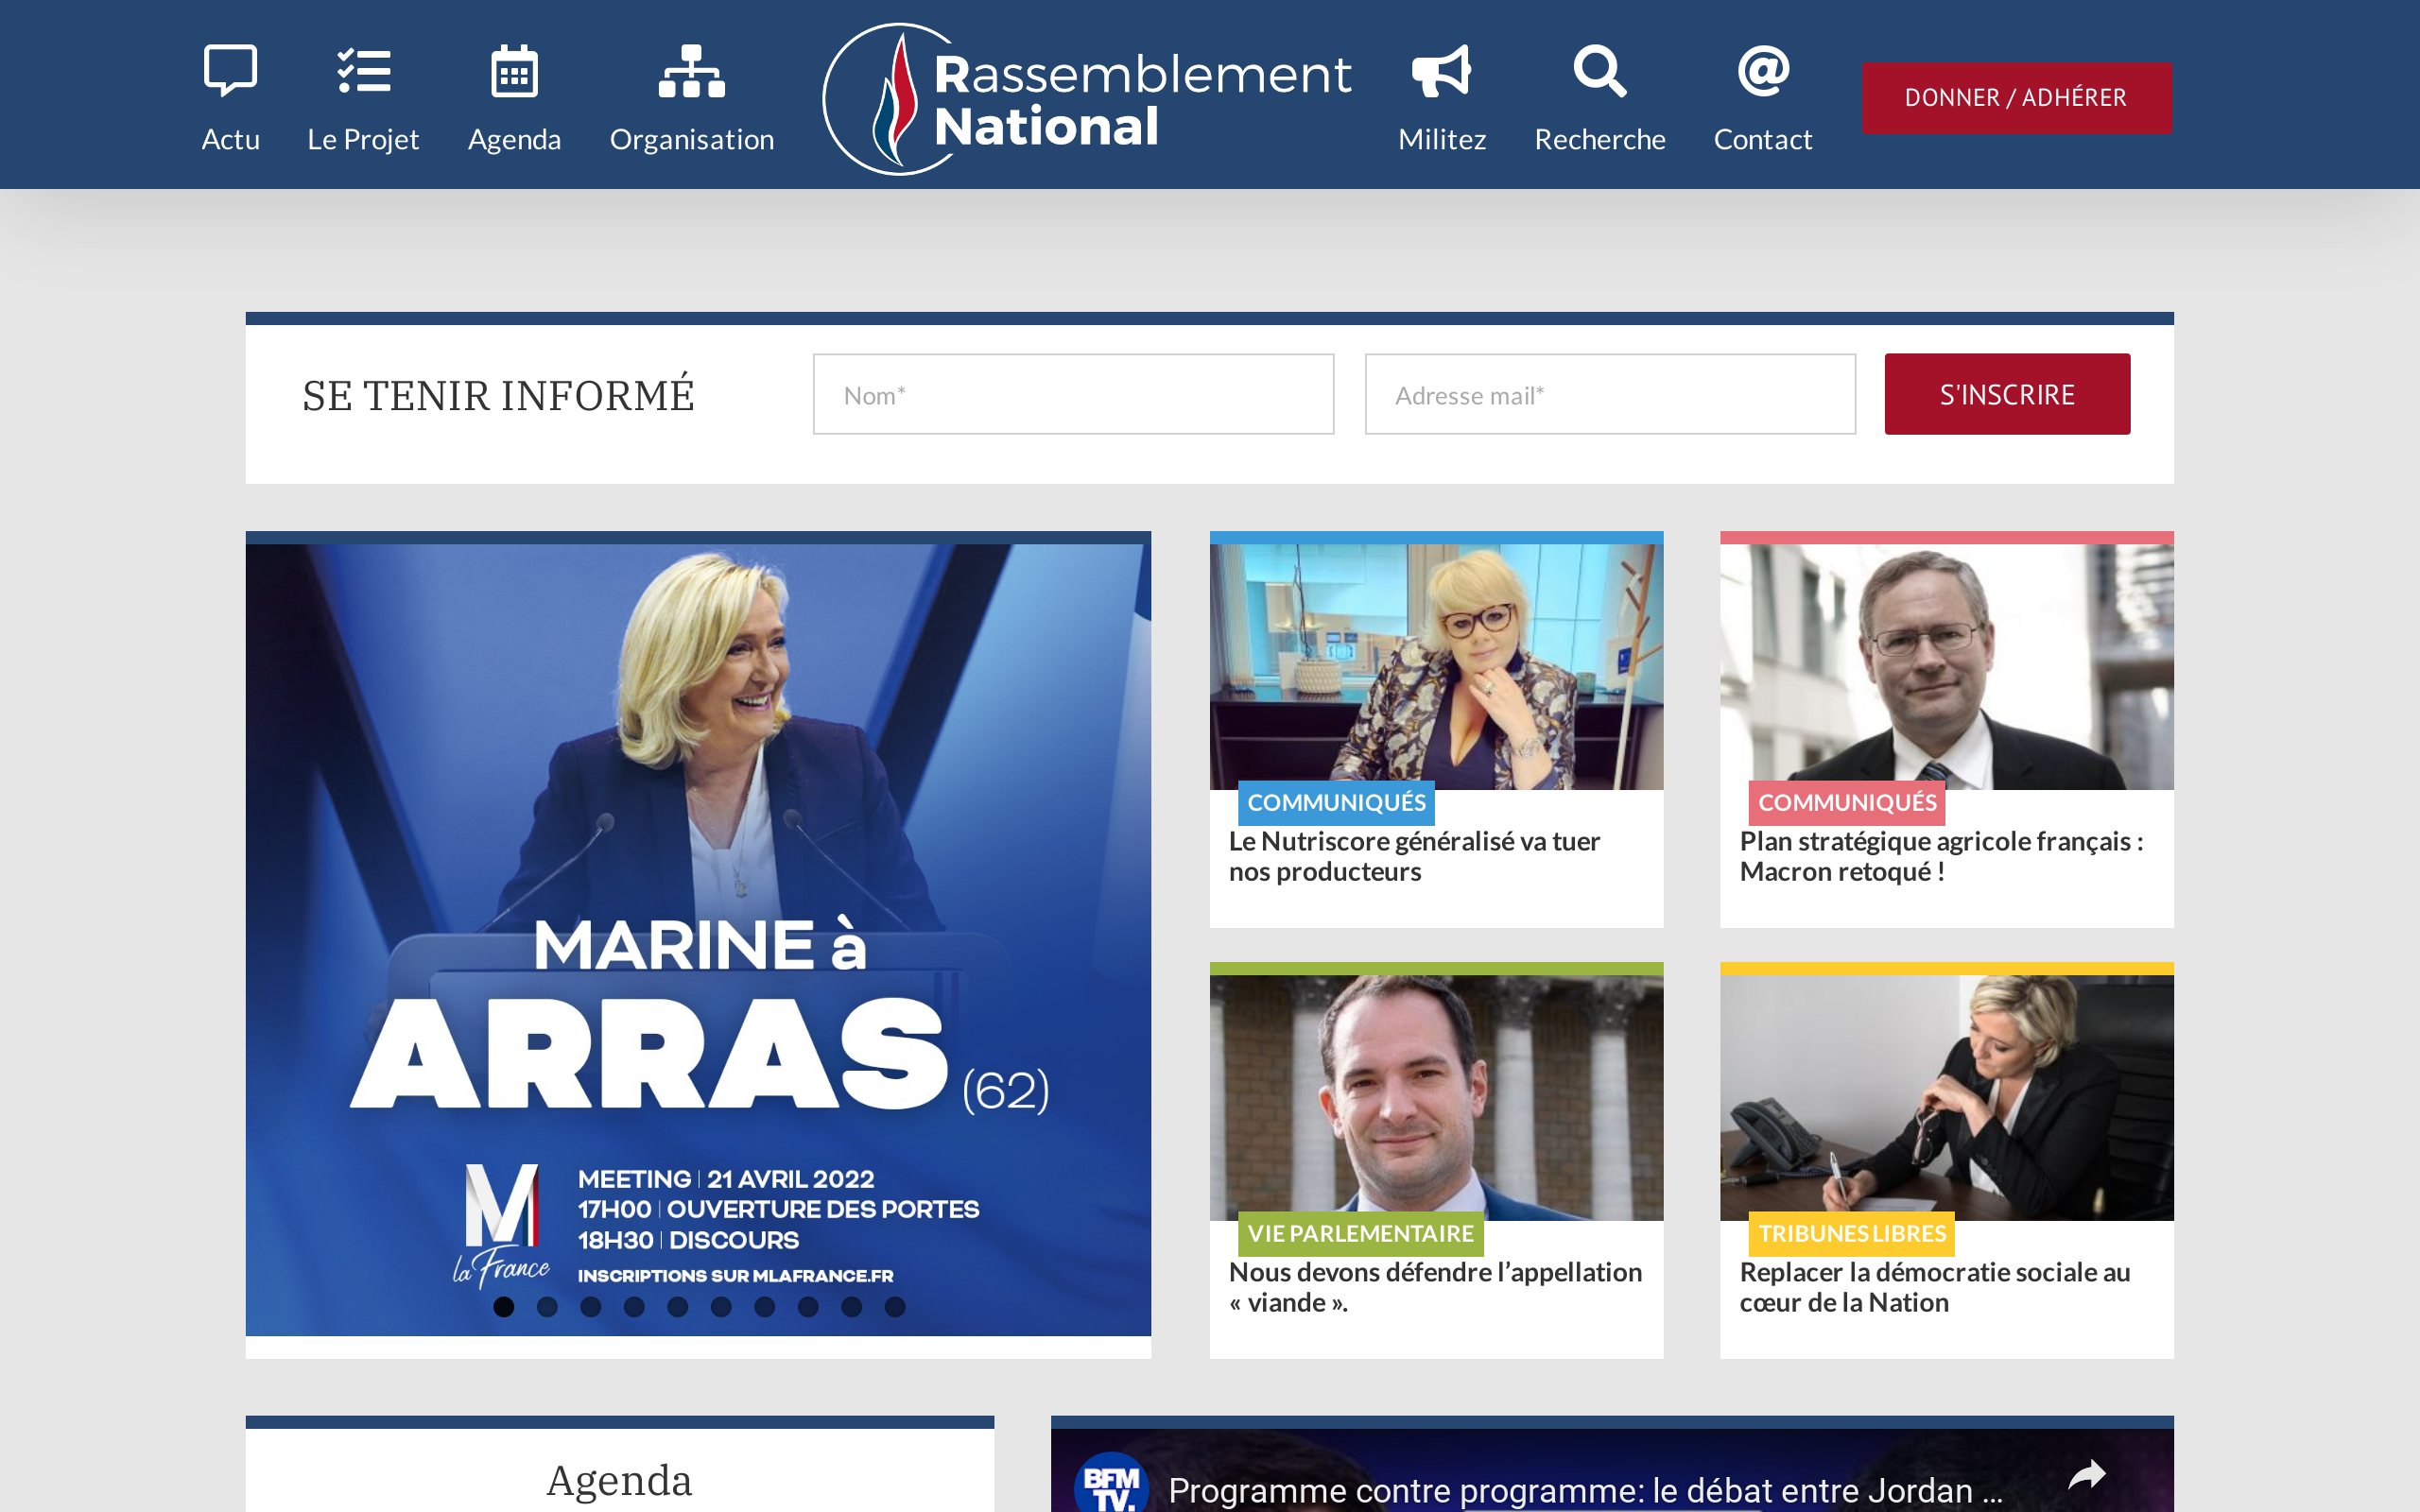 Actu
Le Projet
Agenda
Organisation
Rassemblement
National
Militez
Recherche
Contact
DONNER / ADHÉRER
SE TENIR INFORMÉ
Nom*
Adresse mail*
S'INSCRIRE
MARINE à
ARRAS (62)
M
la France
MEETING | 21 AVRIL 2022
17H00 | OUVERTURE DES PORTES
18H30 | DISCOURS
INSCRIPTIONS SUR MLAFRANCE.FR
COMMUNIQUÉS
Le Nutriscore généralisé va tuer
nos producteurs
COMMUNIQUÉS
Plan stratégique agricole français :
Macron retoqué !
VIE PARLEMENTAIRE
Nous devons défendre l’appellation
« viande ».
TRIBUNES LIBRES
Replacer la démocratie sociale au
cœur de la Nation
Agenda
BFM
TV.
Programme contre programme: le débat entre Jordan ...